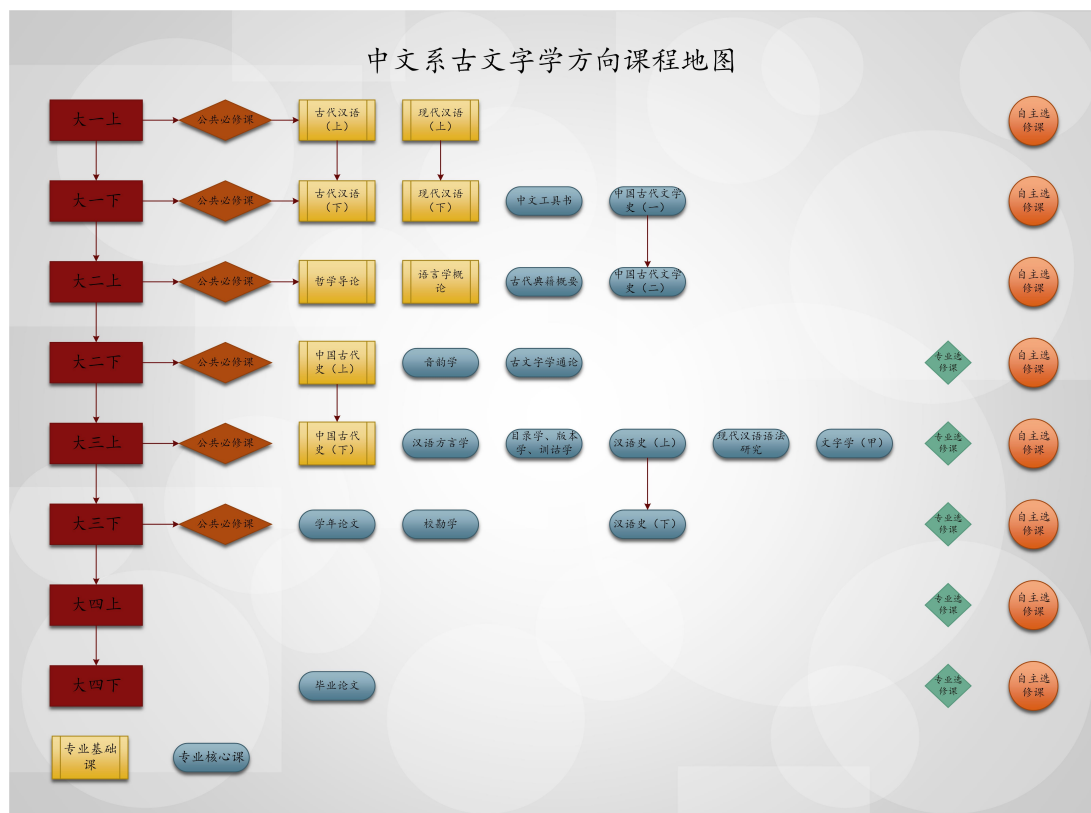 中文系古文字学方向课程地图
大一上
公共必修课
古代汉语
（上）
现代汉语
（上）
自主选
修课
大一下
公共必修课
古代汉语
（下）
现代汉语
（下）
中文工具书
中国古代文学
史（一）
自主选
修课
大二上
公共必修课
哲学导论
语言学概
论
古代典籍概要
中国古代文学
史（二）
自主选
修课
大二下
公共必修课
中国古代
史（上）
音韵学
古文字学通论
专业选
修课
自主选
修课
大三上
公共必修课
中国古代
史（下）
汉语方言学
目录学、版本
学、训诂学
汉语史（上）
现代汉语语法
研究
文字学（甲）
专业选
修课
自主选
修课
大三下
公共必修课
学年论文
校勘学
汉语史（下）
专业选
修课
自主选
修课
大四上
专业选
修课
自主选
修课
大四下
毕业论文
专业选
修课
自主选
修课
专业基础
课
专业核心课